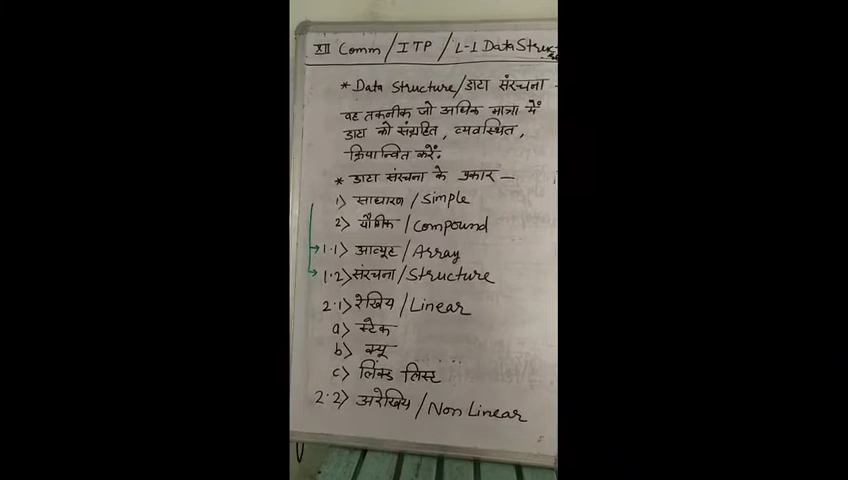 XII Comm / ITP / L-1 Data Struc
* Data Structure/डाटा संरचना -
वह तकनीक जो अधिक मात्रा में
डाटा को संग्रहित, व्यवस्थित,
क्रियान्वित करें.
* डाटा संरचना के प्रकार —
1> साधारण / Simple
2> यौगिक / Compound
1.1> आव्यूह / Array
1.2> संरचना / Structure
2.1> रेखिय / Linear
a> स्टेक
b> क्यू
c> लिंक्ड लिस्ट
2.2> अरेखिय / Non Linear